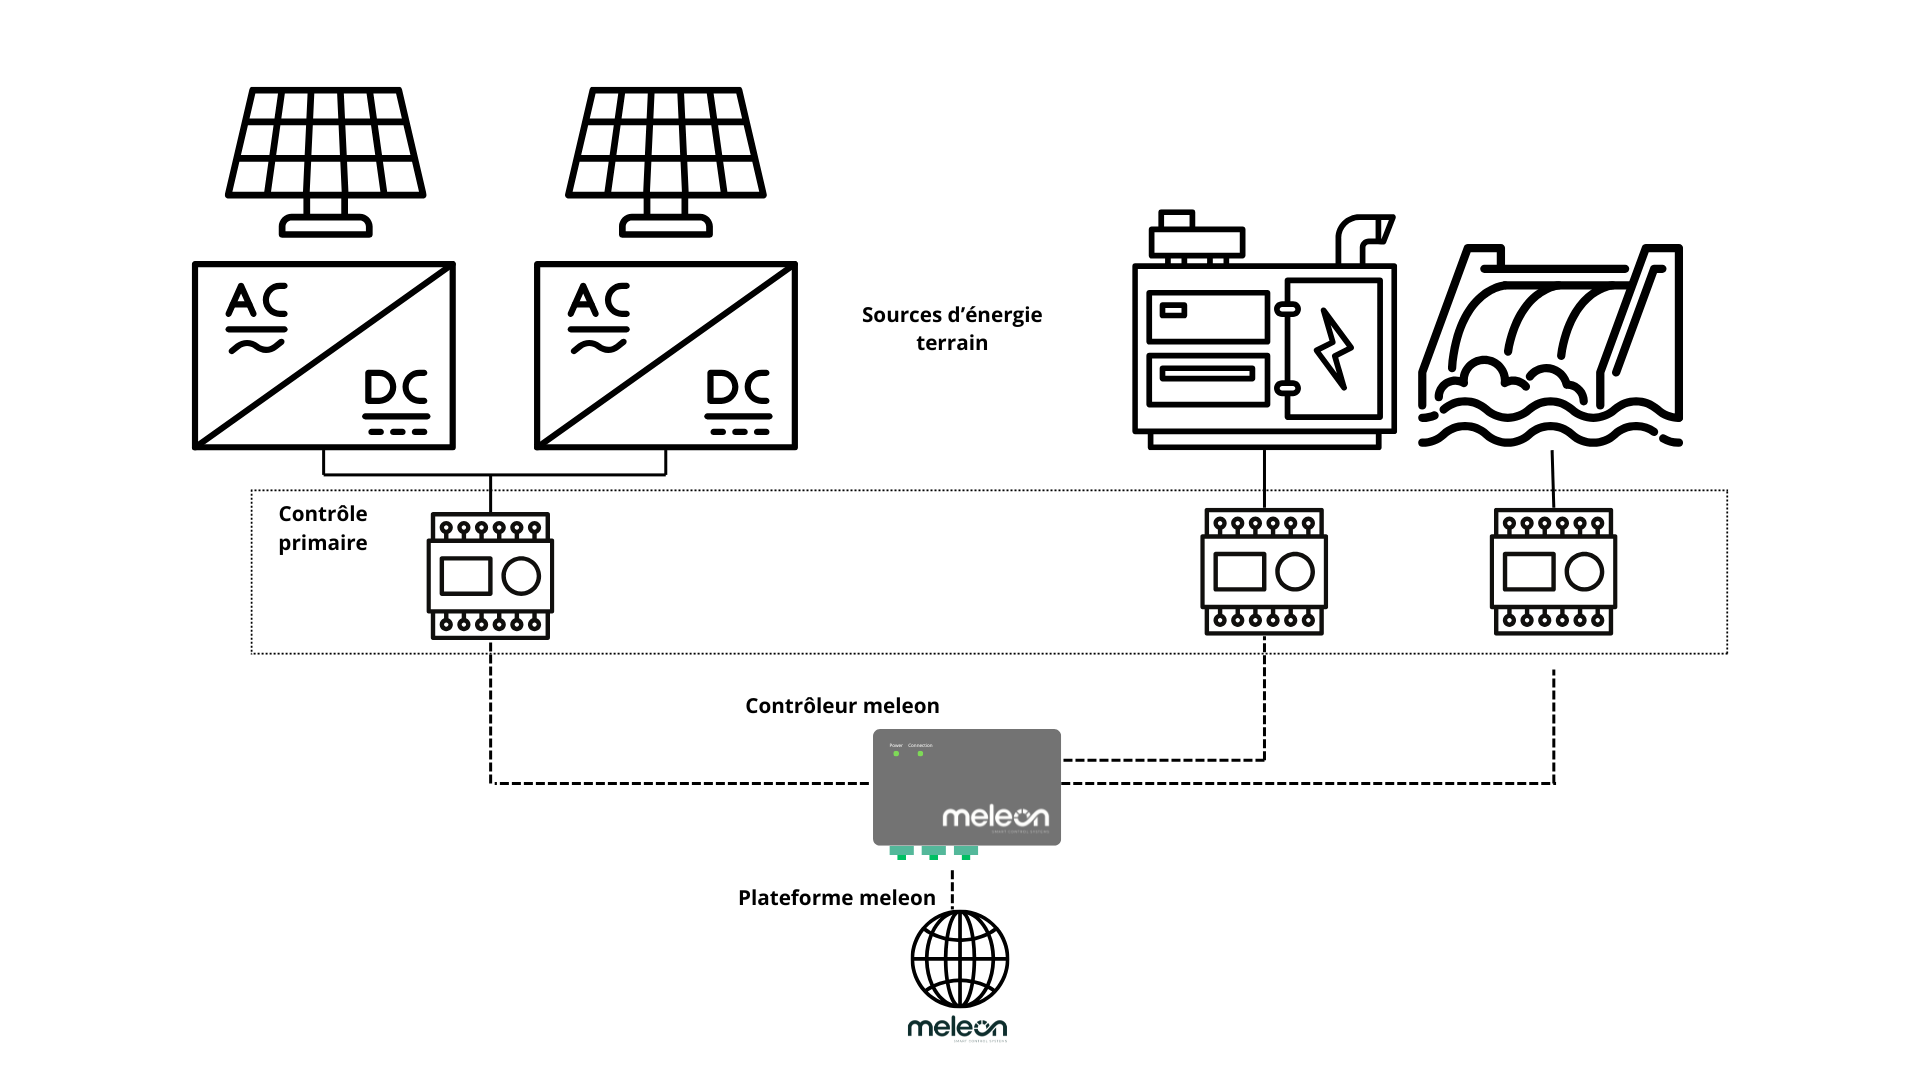 AC
DC
AC
DC
Sources d’énergie
terrain
Contrôle
primaire
Contrôleur meleon
Power Connection
meleon
SMART CONTROL SYSTEMS
Plateforme meleon
meleon
SMART CONTROL SYSTEMS